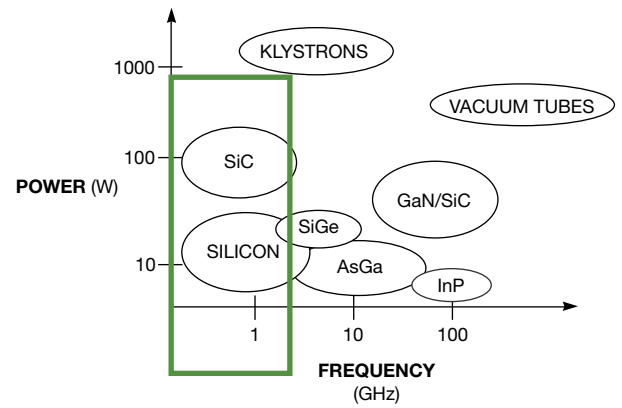 KLYSTRONS
1000
VACUUM TUBES
100
SiC
POWER (W)
GaN/SiC
SiGe
SILICON
AsGa
10
InP
1
10
100
FREQUENCY
(GHz)